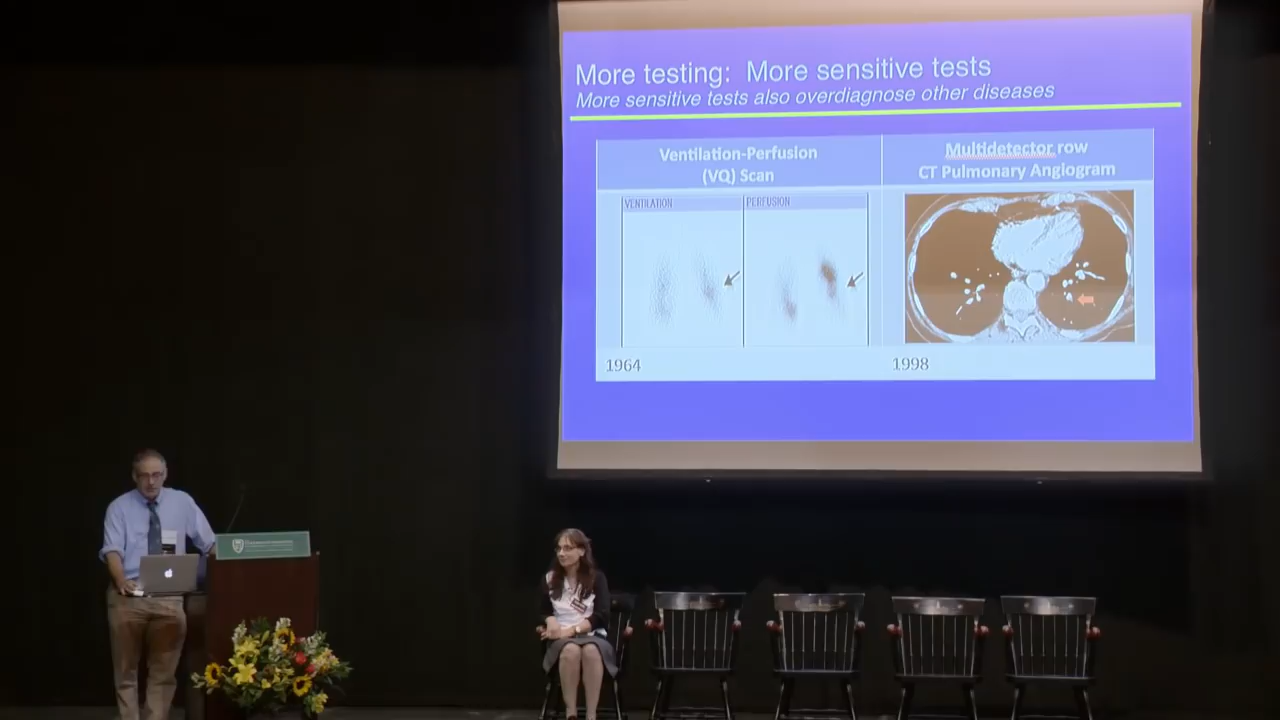 More testing:  More sensitive tests
More sensitive tests also overdiagnose other diseases
Ventilation-Perfusion
(VQ) Scan
Multidetector row
CT Pulmonary Angiogram
VENTILATION
PERFUSION
1964
1998